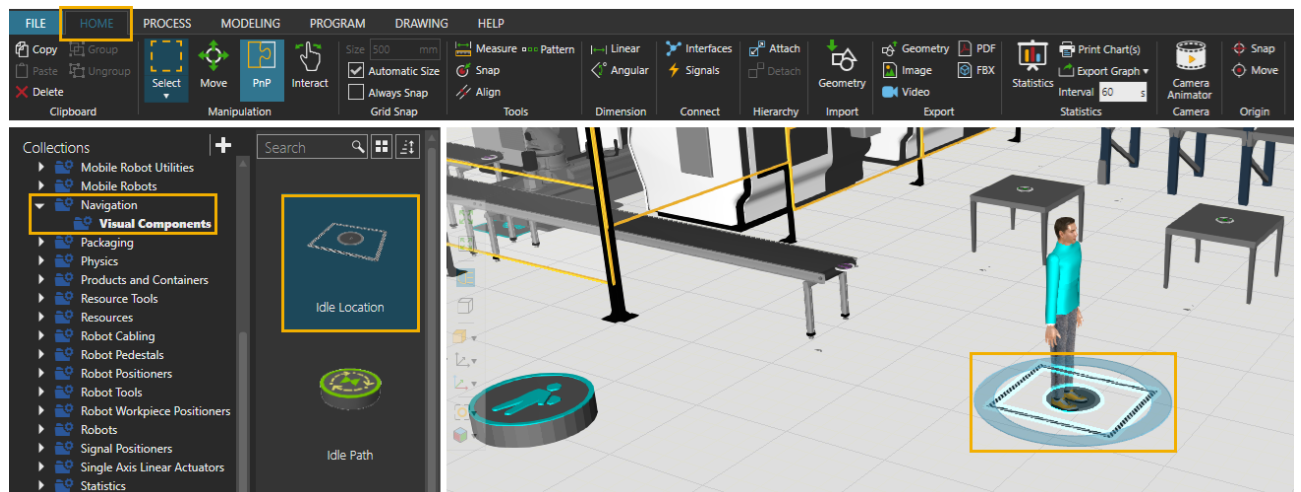 FILE HOME PROCESS MODELING PROGRAM DRAWING HELP
Copy Group Size 500 mm Measure Pattern Linear Interfaces Attach Geometry PDF Print Chart(s) Snap
Paste Ungroup Automatic Size Snap Angular Signals Detach Image FBX Export Graph Move
Delete Select Move PnP Interact Always Snap Align Geometry Video Statistics Interval 60 s Camera Animator
Clipboard Manipulation Grid Snap Tools Dimension Connect Hierarchy Import Export Statistics Camera Origin
Collections
Search
Mobile Robot Utilities
Mobile Robots
Navigation
Visual Components
Packaging
Physics
Products and Containers
Resource Tools
Resources
Robot Cabling
Robot Pedestals
Robot Positioners
Robot Tools
Robot Workpiece Positioners
Robots
Signal Positioners
Single Axis Linear Actuators
Statistics
Idle Location
Idle Path